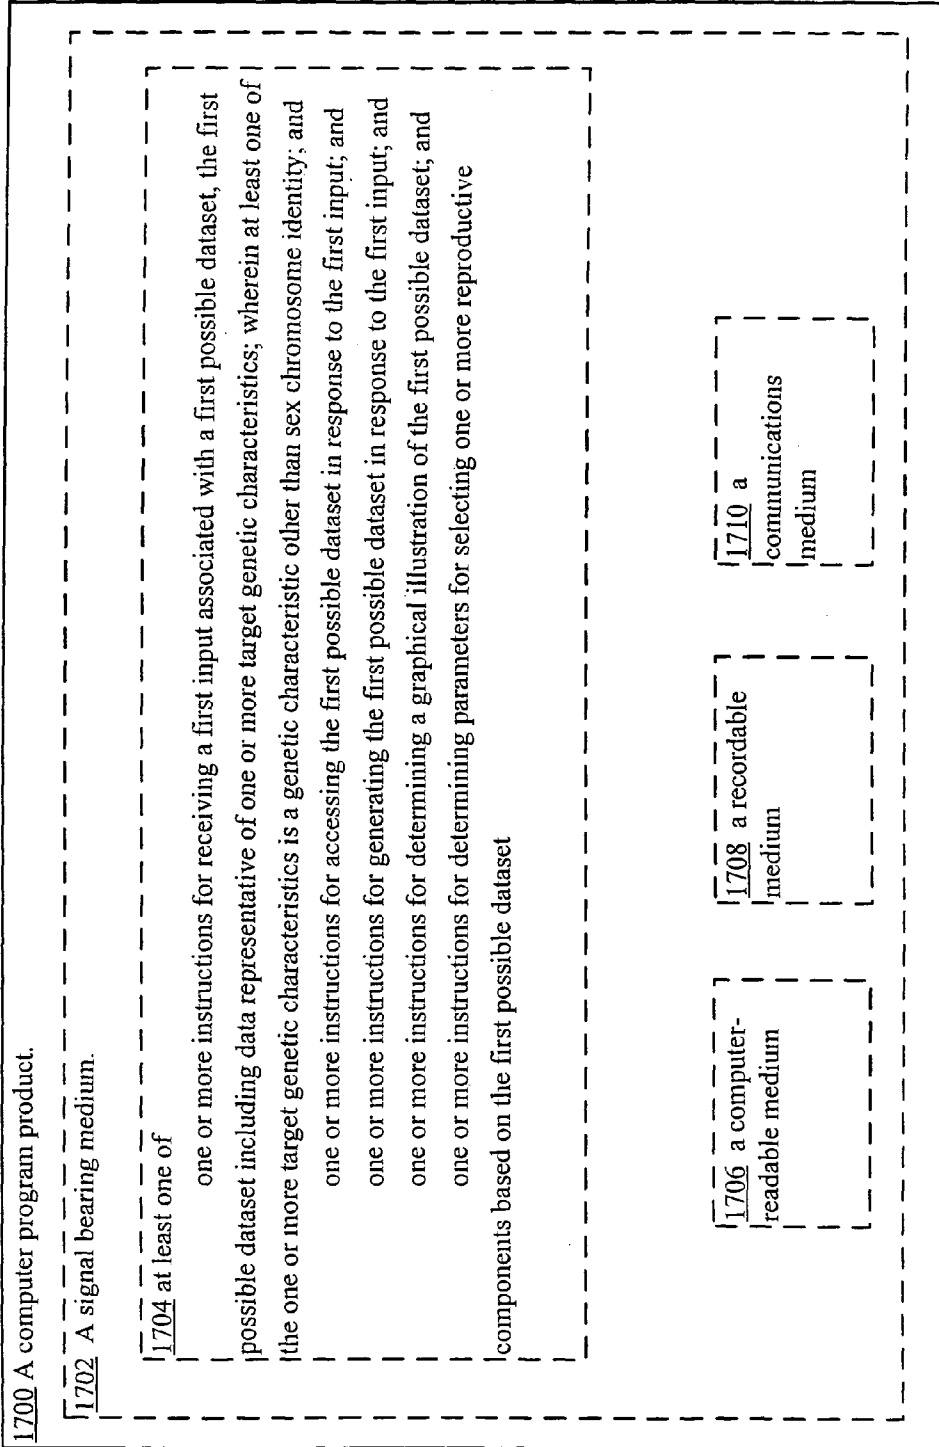 1700 A computer program product.
1702 A signal bearing medium.
1704 at least one of
one or more instructions for receiving a first input associated with a first possible dataset, the first
possible dataset including data representative of one or more target genetic characteristics; wherein at least one of
the one or more target genetic characteristics is a genetic characteristic other than sex chromosome identity; and
one or more instructions for accessing the first possible dataset in response to the first input; and
one or more instructions for generating the first possible dataset in response to the first input; and
one or more instructions for determining a graphical illustration of the first possible dataset; and
one or more instructions for determining parameters for selecting one or more reproductive
components based on the first possible dataset
1706 a computer-
readable medium
1708 a recordable
medium
1710 a
communications
medium